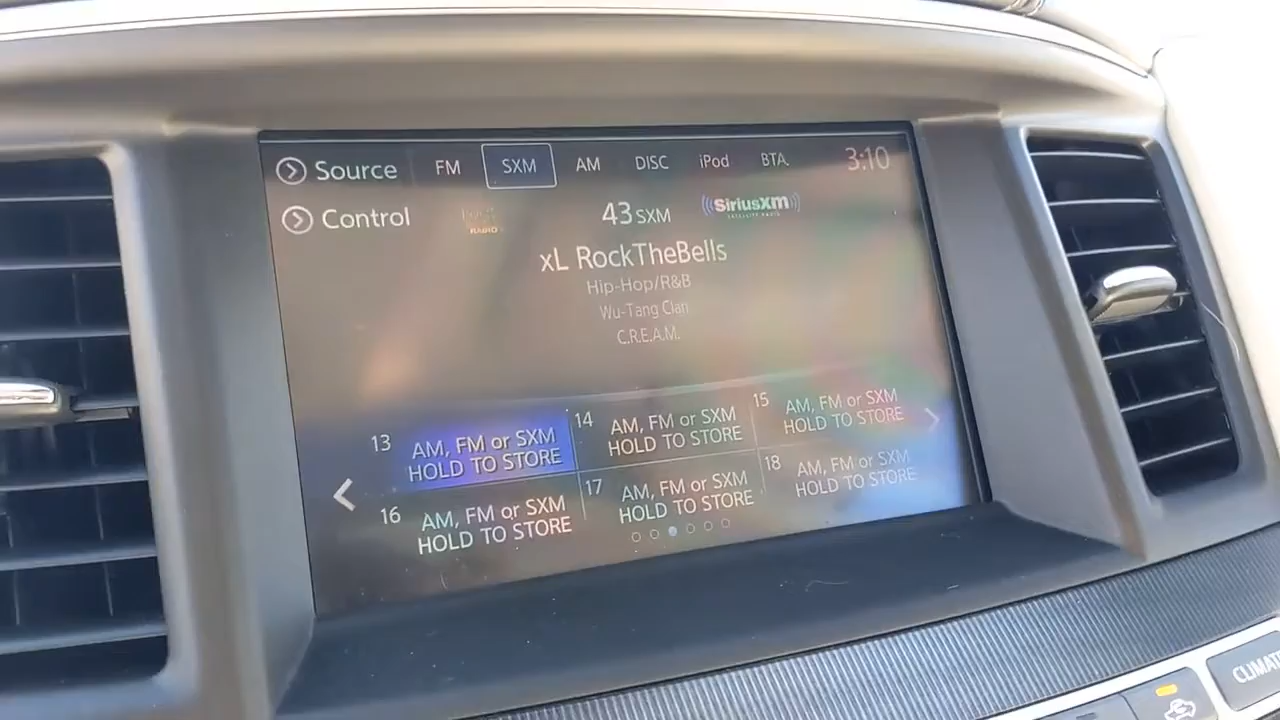 Source FM SXM AM DISC iPod BTA. 3:10
Control 43 SXM SiriusXM
SATELLITE RADIO
RADIO
xL RockTheBells
Hip-Hop/R&B
Wu-Tang Clan
C.R.E.A.M.
13 AM, FM or SXM
HOLD TO STORE
14 AM, FM or SXM
HOLD TO STORE
15 AM, FM or SXM
HOLD TO STORE
16 AM, FM or SXM
HOLD TO STORE
17 AM, FM or SXM
HOLD TO STORE
18 AM, FM or SXM
HOLD TO STORE